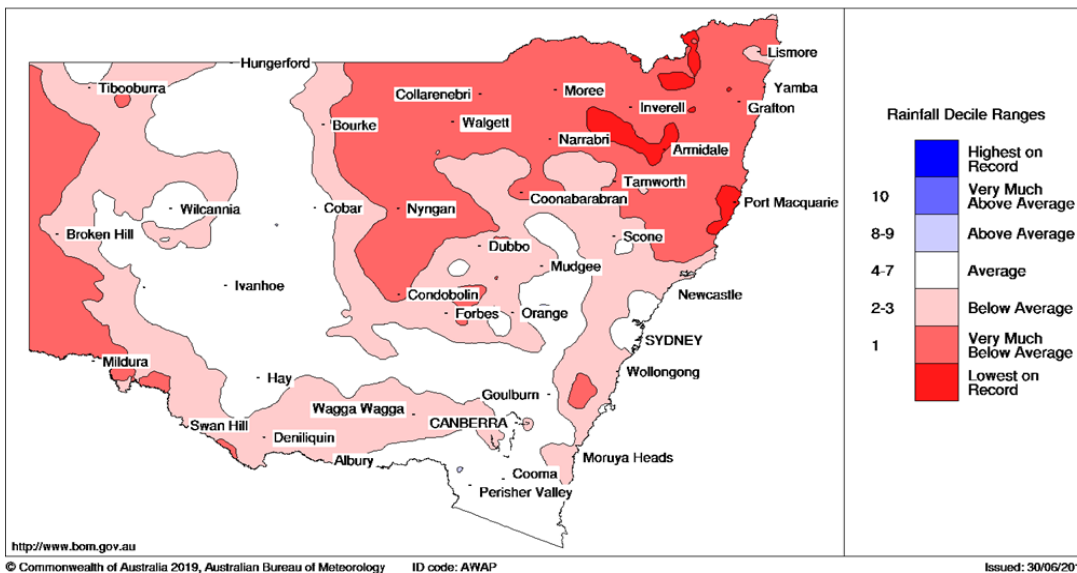 Hungerford
Tibooburra
Lismore
Collarenebri
Moree
Yamba
Inverell
Grafton
Bourke
Walgett
Narrabri
Armidale
Tamworth
Coonabarabran
Wilcannia
Cobar
Nyngan
Port Macquarie
Broken Hill
Scone
Dubbo
Mudgee
Ivanhoe
Condobolin
Newcastle
Forbes
Orange
SYDNEY
Mildura
Wollongong
Hay
Goulburn
Wagga Wagga
Swan Hill
CANBERRA
Deniliquin
Albury
Moruya Heads
Cooma
Perisher Valley
Rainfall Decile Ranges
Highest on
Record
10
Very Much
Above Average
8-9
Above Average
4-7
Average
2-3
Below Average
1
Very Much
Below Average
Lowest on
Record
http://www.bom.gov.au
© Commonwealth of Australia 2019, Australian Bureau of Meteorology
ID code: AWAP
Issued: 30/06/201